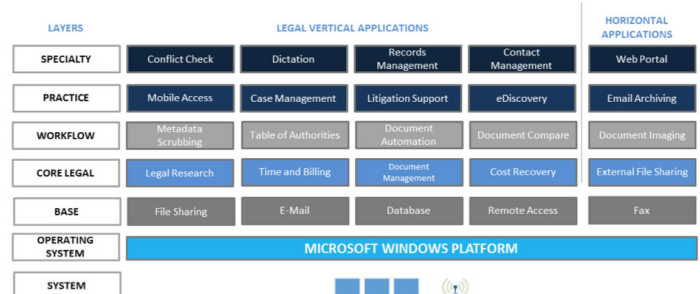 LAYERS
LEGAL VERTICAL APPLICATIONS
HORIZONTAL
APPLICATIONS
SPECIALTY
Conflict Check
Dictation
Records
Management
Contact
Management
Web Portal
PRACTICE
Mobile Access
Case Management
Litigation Support
eDiscovery
Email Archiving
WORKFLOW
Metadata
Scrubbing
Table of Authorities
Document
Automation
Document Compare
Document Imaging
CORE LEGAL
Legal Research
Time and Billing
Document
Management
Cost Recovery
External File Sharing
BASE
File Sharing
E-Mail
Database
Remote Access
Fax
OPERATING
SYSTEM
MICROSOFT WINDOWS PLATFORM
SYSTEM